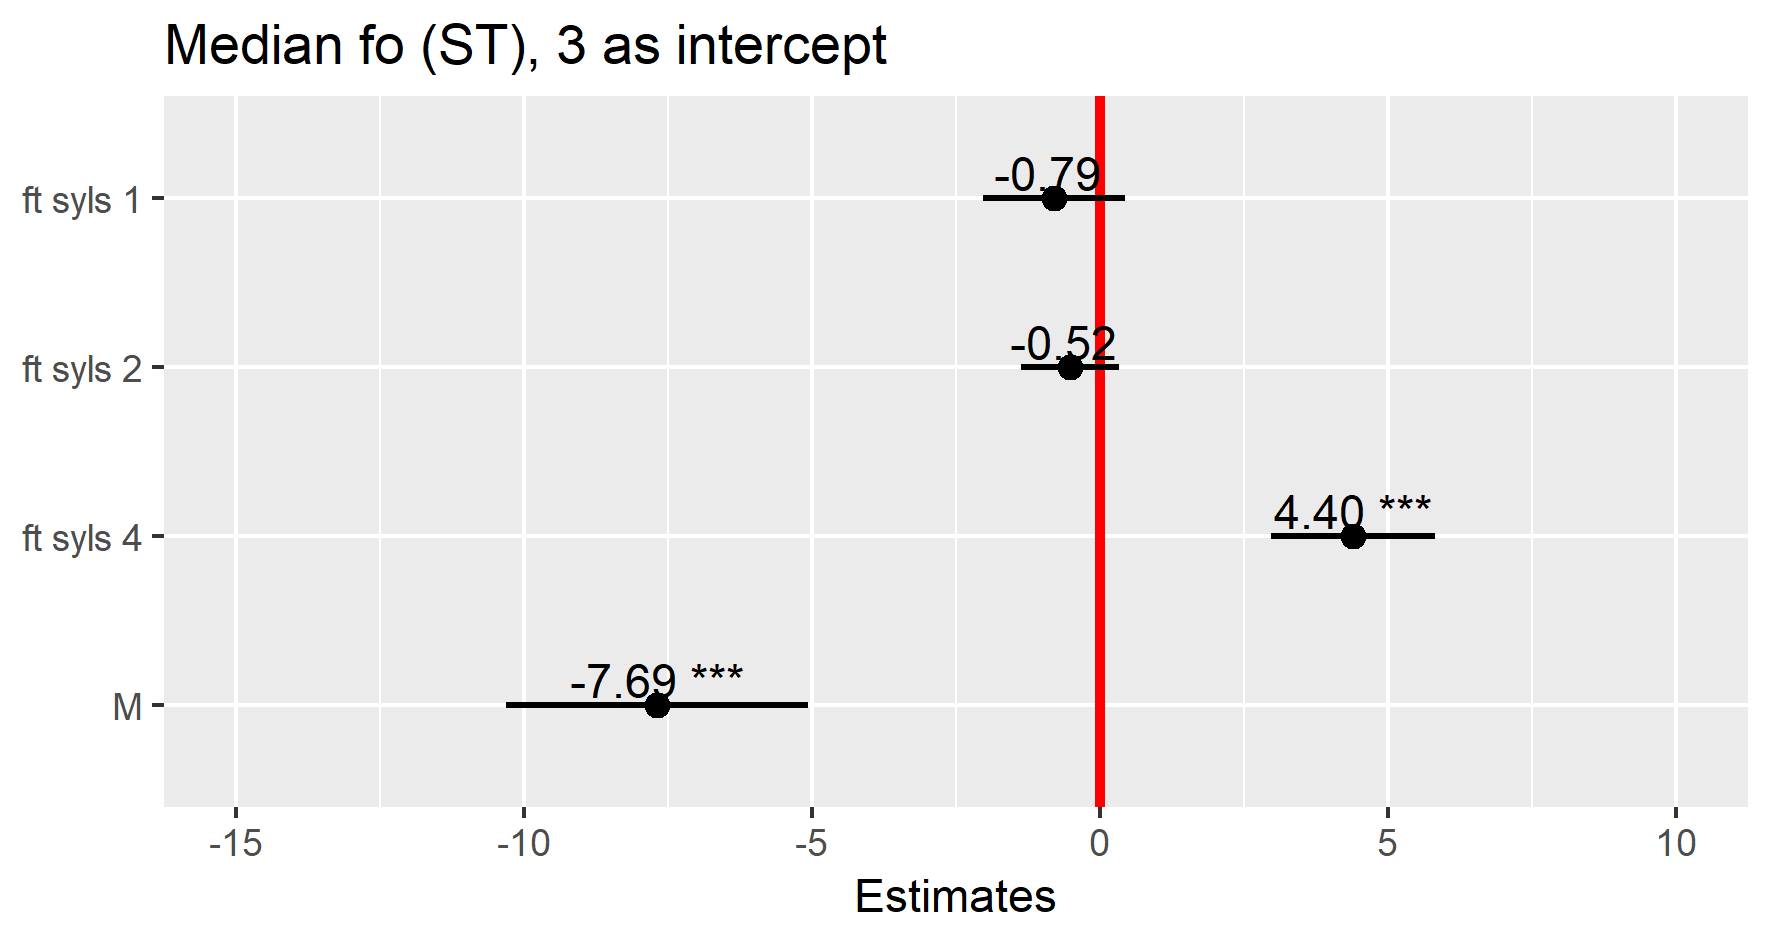 Median fo (ST), 3 as intercept
ft syls 1
-0.79
ft syls 2
-0.52
ft syls 4
4.40 ***
M
-7.69 ***
-15 -10 -5 0 5 10
Estimates